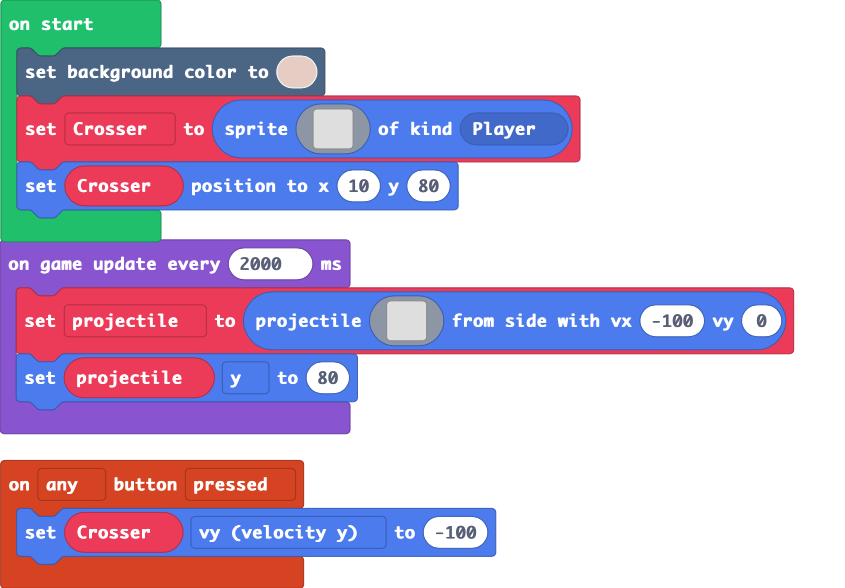 on start
set background color to
set Crosser to sprite of kind Player
set Crosser position to x 10 y 80
on game update every 2000 ms
set projectile to projectile from side with vx -100 vy 0
set projectile y to 80
on any button pressed
set Crosser vy (velocity y) to -100